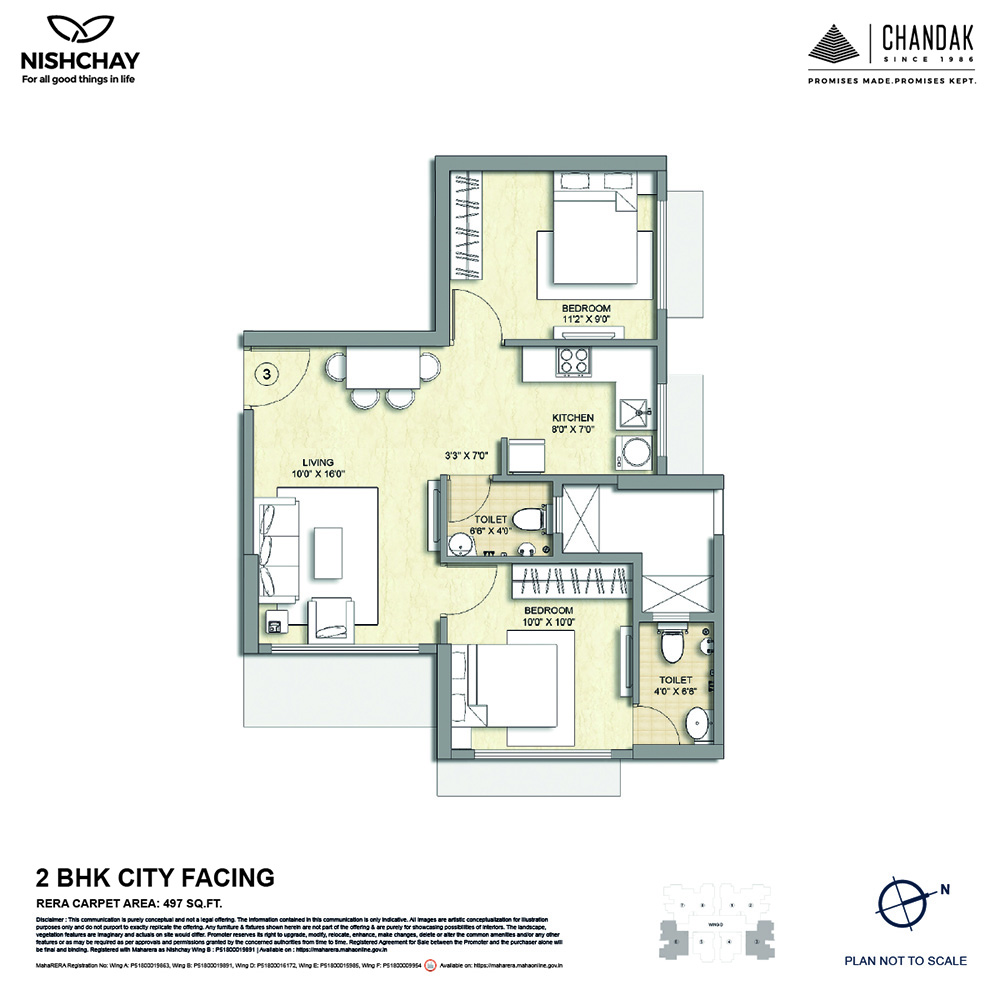 NISHCHAY
For all good things in life
CHANDAK
SINCE 1986
PROMISES MADE.PROMISES KEPT.
BEDROOM
11'2" X 9'0"
3
KITCHEN
8'0" X 7'0"
3'3" X 7'0"
LIVING
10'0" X 16'0"
TOILET
6'6" X 4'0"
BEDROOM
10'0" X 10'0"
TOILET
4'0" X 6'6"
2 BHK CITY FACING
RERA CARPET AREA: 497 SQ.FT.
Disclaimer : This communication is purely conceptual and not a legal offering. The information contained in this communication is only indicative. All images are artistic conceptualization for illustration
purposes only and do not purport to exactly replicate the offering. Any furniture & fixtures shown herein are not part of the offering & are purely for showcasing possibilities of interiors. The landscape,
vegetation features are imaginary and actuals on site would differ. Promoter reserves its right to upgrade, modify, relocate, enhance, make changes, delete or alter the common amenities and/or any other
features or as may be required as per approvals and permissions granted by the concerned authorities from time to time. Registered Agreement for Sale between the Promoter and the purchaser alone will
be final and binding. Registered with Maharera as Nishchay Wing B : P51800019891 | Available on : https://maharera.mahaonline.gov.in
MahaRERA Registration No: Wing A: P51800019863, Wing B: P51800019891, Wing D: P51800016172, Wing E: P51800015985, Wing F: P51800009954 Available on: https://maharera.mahaonline.gov.in
N
PLAN NOT TO SCALE